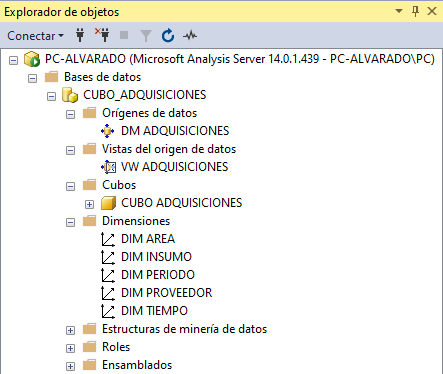 Explorador de objetos
Conectar
PC-ALVARADO (Microsoft Analysis Server 14.0.1.439 - PC-ALVARADO\PC)
Bases de datos
CUBO_ADQUISICIONES
Orígenes de datos
DM ADQUISICIONES
Vistas del origen de datos
VW ADQUISICIONES
Cubos
CUBO ADQUISICIONES
Dimensiones
DIM AREA
DIM INSUMO
DIM PERIODO
DIM PROVEEDOR
DIM TIEMPO
Estructuras de minería de datos
Roles
Ensamblados